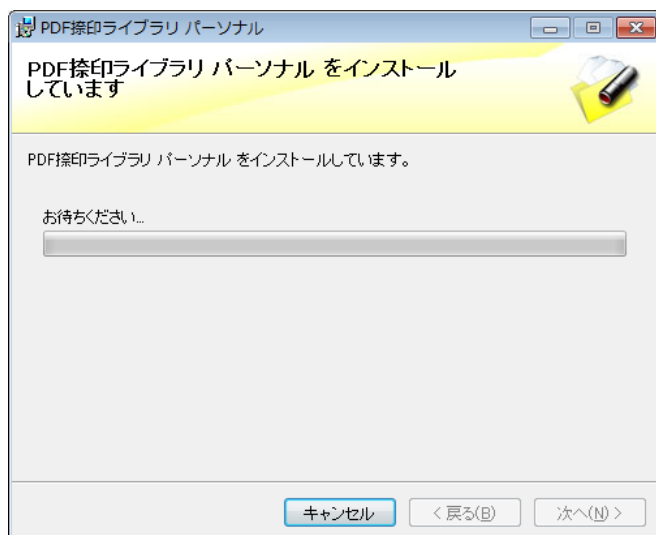 PDF捺印ライブラリ パーソナル
PDF捺印ライブラリ パーソナル をインストール
しています
PDF捺印ライブラリ パーソナル をインストールしています。
お待ちください...
キャンセル
< 戻る(B)
次へ(N) >